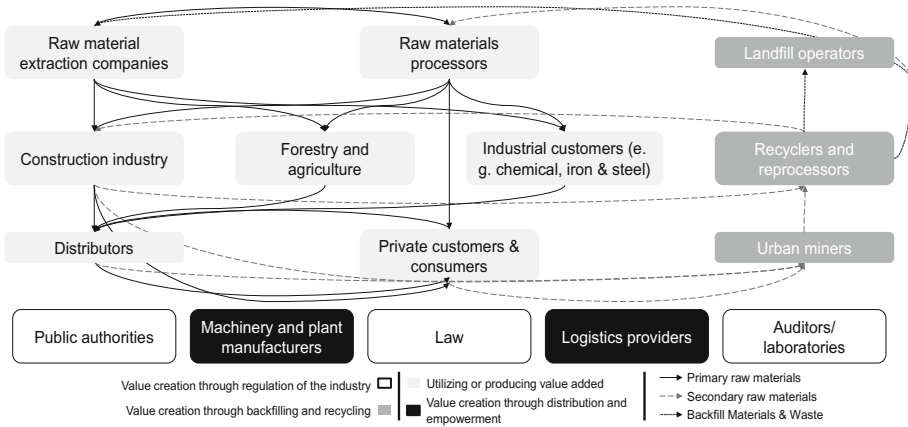 Raw material
extraction companies
Raw materials
processors
Landfill operators
Construction industry
Forestry and
agriculture
Industrial customers (e.
g. chemical, iron & steel)
Recyclers and
reprocessors
Distributors
Private customers &
consumers
Urban miners
Public authorities
Machinery and plant
manufacturers
Law
Logistics providers
Auditors/
laboratories
Value creation through regulation of the industry
Utilizing or producing value added
Value creation through backfilling and recycling
Value creation through distribution and
empowerment
Primary raw materials
Secondary raw materials
Backfill Materials & Waste